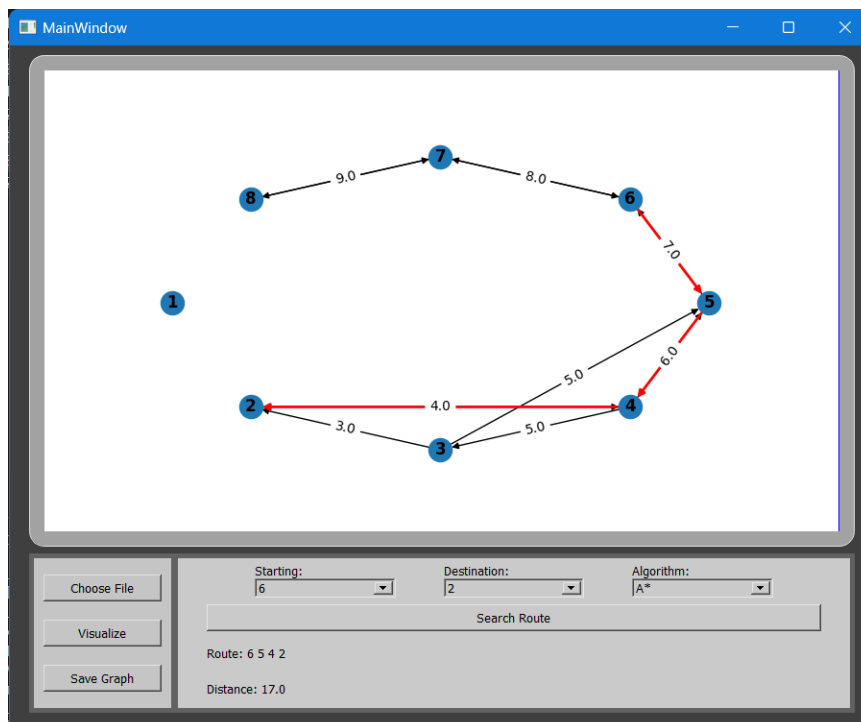 MainWindow
7
9.0
8.0
8
6
7.0
1
5
6.0
5.0
2
4.0
4
3.0
5.0
3
Starting:
Destination:
Algorithm:
Choose File
6
2
A*
Search Route
Visualize
Route: 6 5 4 2
Save Graph
Distance: 17.0